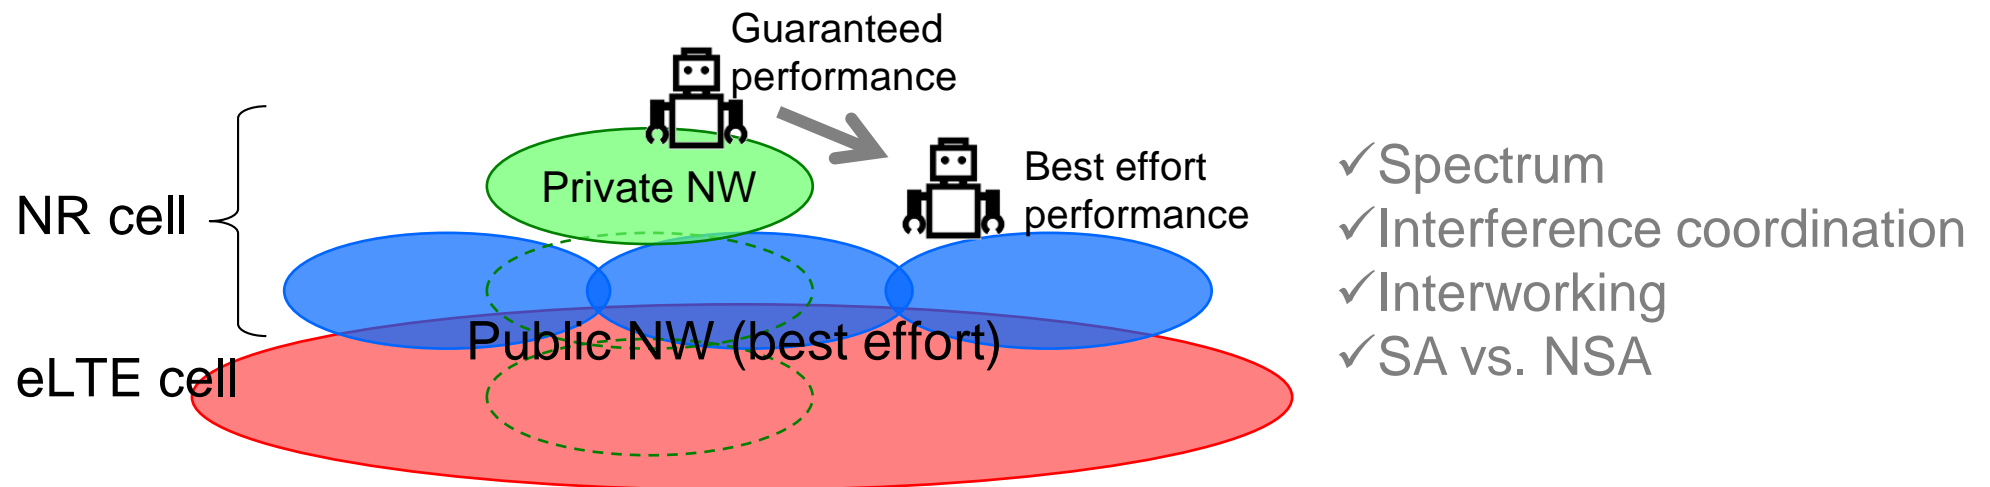 Guaranteed
performance
Private NW
Best effort
performance
NR cell
Public NW (best effort)
eLTE cell
✓Spectrum
✓Interference coordination
✓Interworking
✓SA vs. NSA